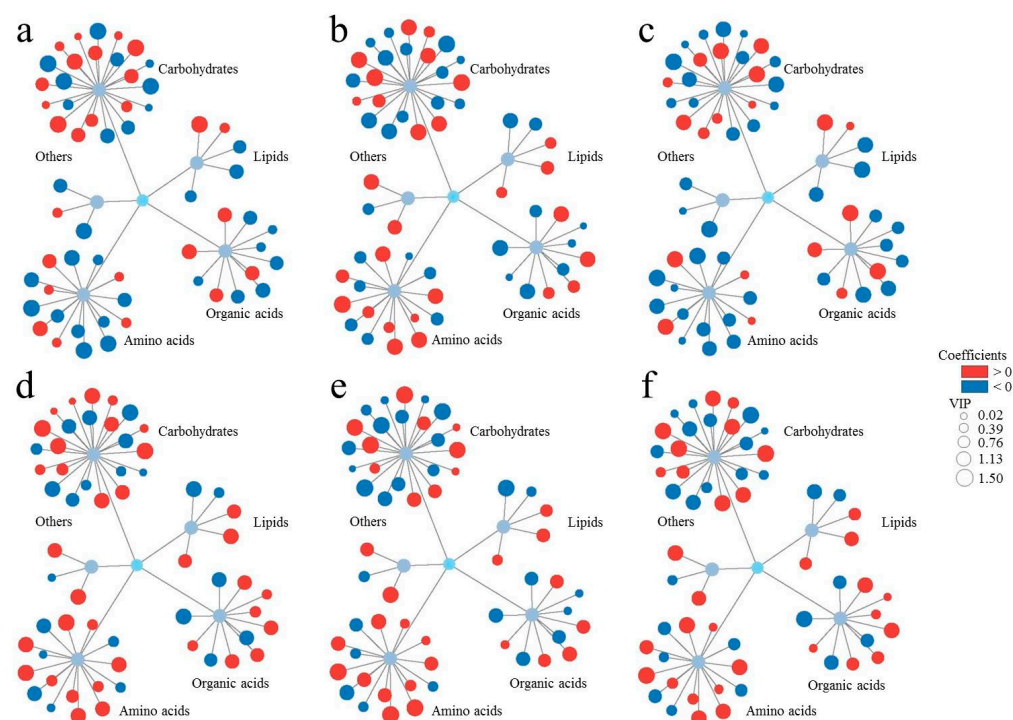 a
b
c
Carbohydrates
Carbohydrates
Carbohydrates
Others
Lipids
Others
Lipids
Others
Lipids
Organic acids
Organic acids
Organic acids
Amino acids
Amino acids
Amino acids
Coefficients
> 0
< 0
VIP
0.02
0.39
0.76
1.13
1.50
d
e
f
Carbohydrates
Carbohydrates
Carbohydrates
Others
Lipids
Others
Lipids
Others
Lipids
Organic acids
Organic acids
Organic acids
Amino acids
Amino acids
Amino acids